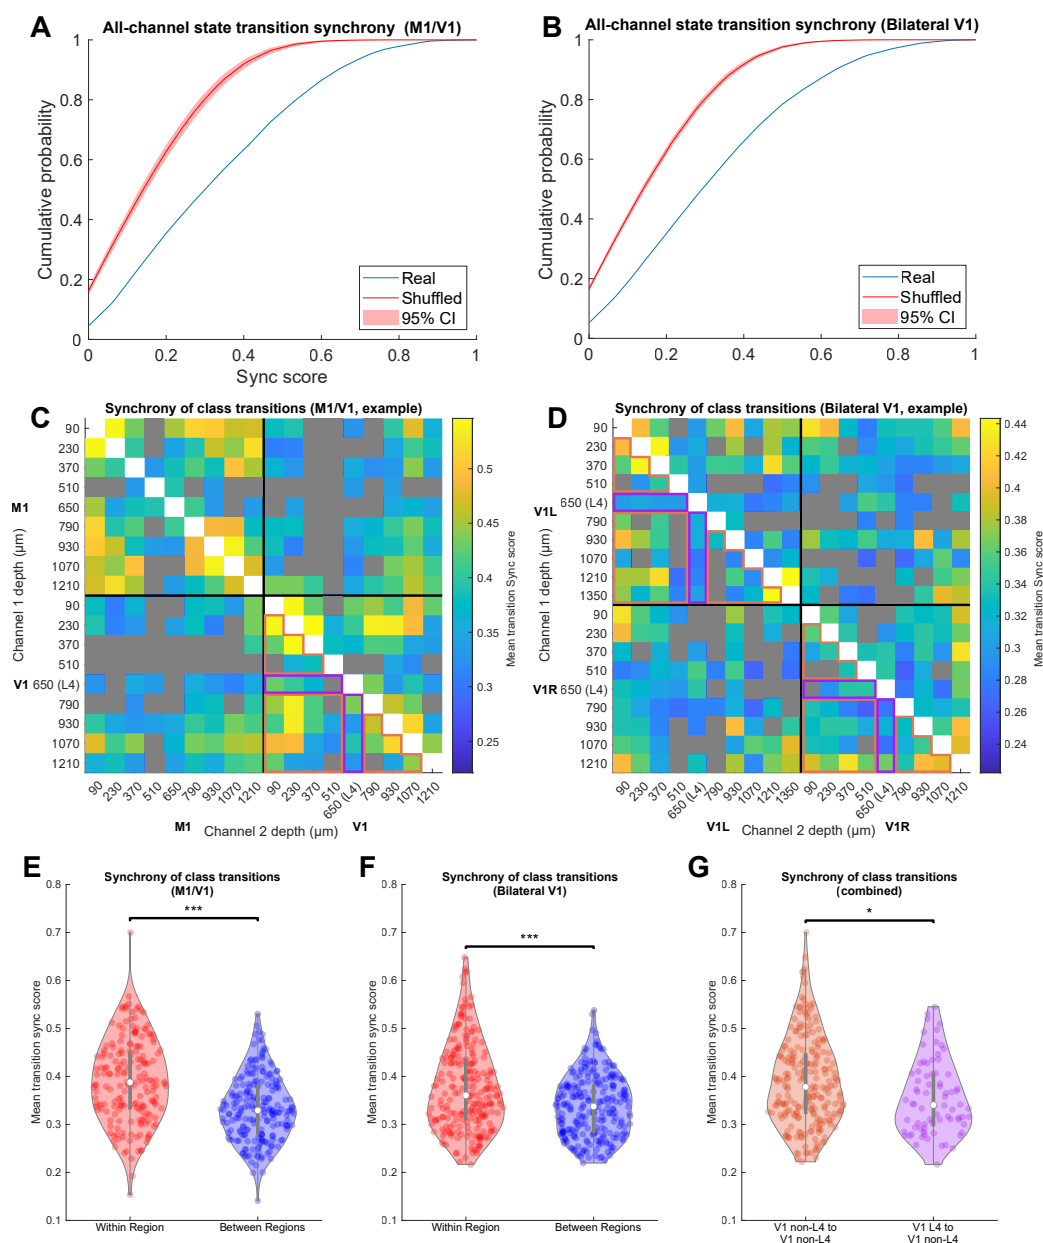 A
All-channel state transition synchrony (M1/V1)
1
0.8
0.6
0.4
0.2
0
Cumulative probability
0
0.2
0.4
0.6
0.8
1
Sync score
Real
Shuffled
95% CI
B
All-channel state transition synchrony (Bilateral V1)
1
0.8
0.6
0.4
0.2
0
Cumulative probability
0
0.2
0.4
0.6
0.8
1
Real
Shuffled
95% CI
C
Synchrony of class transitions (M1/V1, example)
90
230
370
510
650
790
930
1070
1210
90
230
370
510
650 (L4)
790
930
1070
1210
M1
V1
Channel 1 depth (µm)
90
230
370
510
650
790
930
1070
1210
90
230
370
510
650 (L4)
790
930
1070
1210
M1
Channel 2 depth (µm)
V1
0.5
0.45
0.4
0.35
0.3
0.25
Mean transition Sync score
D
Synchrony of class transitions (Bilateral V1, example)
90
230
370
510
650 (L4)
790
930
1070
1210
1350
90
230
370
510
650 (L4)
790
930
1070
1210
V1L
V1R
Channel 1 depth (µm)
90
230
370
510
650 (L4)
790
930
1070
1210
1350
90
230
370
510
650 (L4)
790
930
1070
1210
V1L
Channel 2 depth (µm)
V1R
0.44
0.42
0.4
0.38
0.36
0.34
0.32
0.3
0.28
0.26
0.24
Mean transition Sync score
E
Synchrony of class transitions
(M1/V1)
0.8
0.7
0.6
0.5
0.4
0.3
0.2
0.1
Mean transition sync score
***
Within Region
Between Regions
F
Synchrony of class transitions
(Bilateral V1)
0.8
0.7
0.6
0.5
0.4
0.3
0.2
0.1
Mean transition sync score
***
Within Region
Between Regions
G
Synchrony of class transitions
(combined)
0.8
0.7
0.6
0.5
0.4
0.3
0.2
0.1
Mean transition sync score
*
V1 non-L4 to
V1 non-L4
V1 L4 to
V1 non-L4